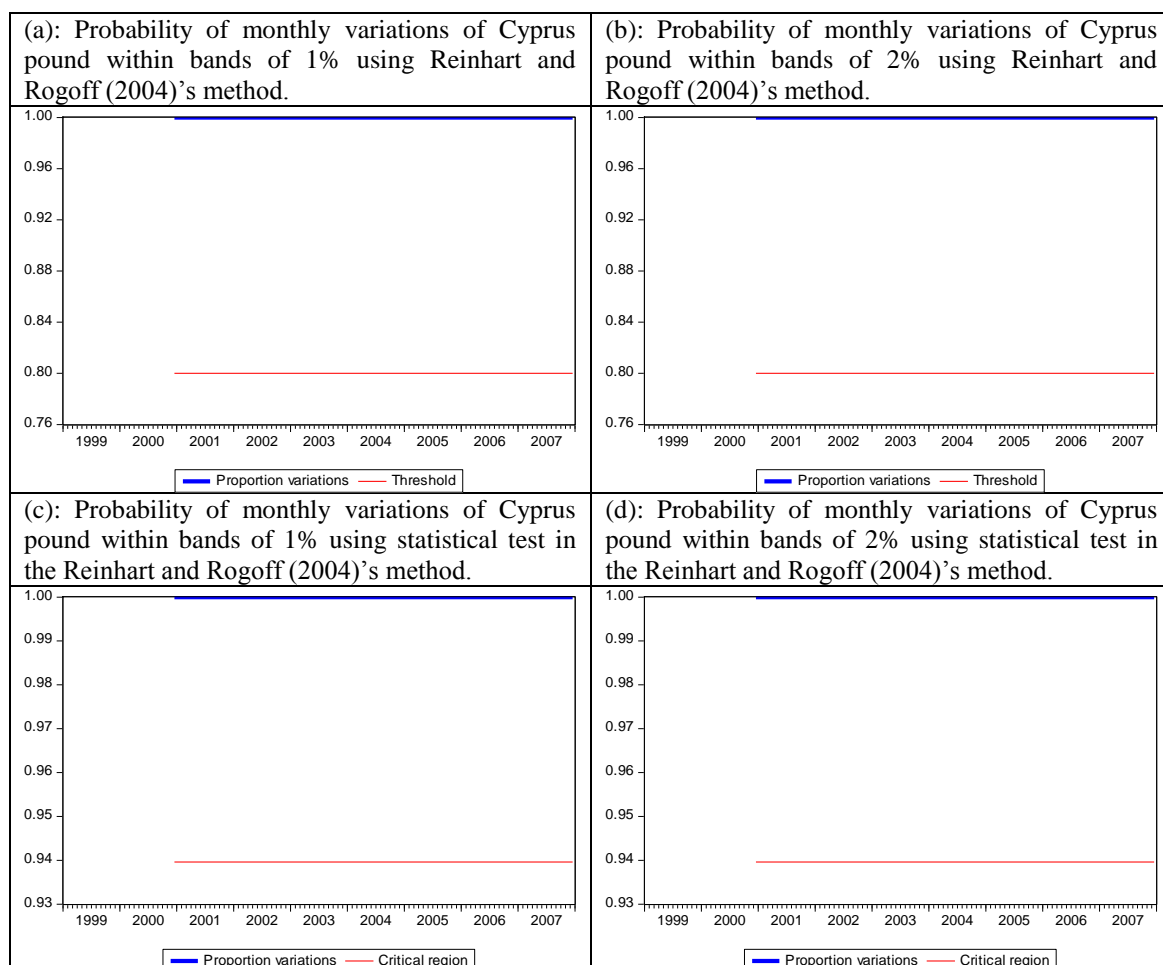 (a): Probability of monthly variations of Cyprus
pound within bands of 1% using Reinhart and
Rogoff (2004)’s method.
(b): Probability of monthly variations of Cyprus
pound within bands of 2% using Reinhart and
Rogoff (2004)’s method.
1.00
0.96
0.92
0.88
0.84
0.80
0.76
1999 2000 2001 2002 2003 2004 2005 2006 2007
Proportion variations Threshold
1.00
0.96
0.92
0.88
0.84
0.80
0.76
1999 2000 2001 2002 2003 2004 2005 2006 2007
Proportion variations Threshold
(c): Probability of monthly variations of Cyprus
pound within bands of 1% using statistical test in
the Reinhart and Rogoff (2004)’s method.
(d): Probability of monthly variations of Cyprus
pound within bands of 2% using statistical test in
the Reinhart and Rogoff (2004)’s method.
1.00
0.99
0.98
0.97
0.96
0.95
0.94
0.93
1999 2000 2001 2002 2003 2004 2005 2006 2007
Proportion variations Critical region
1.00
0.99
0.98
0.97
0.96
0.95
0.94
0.93
1999 2000 2001 2002 2003 2004 2005 2006 2007
Proportion variations Critical region